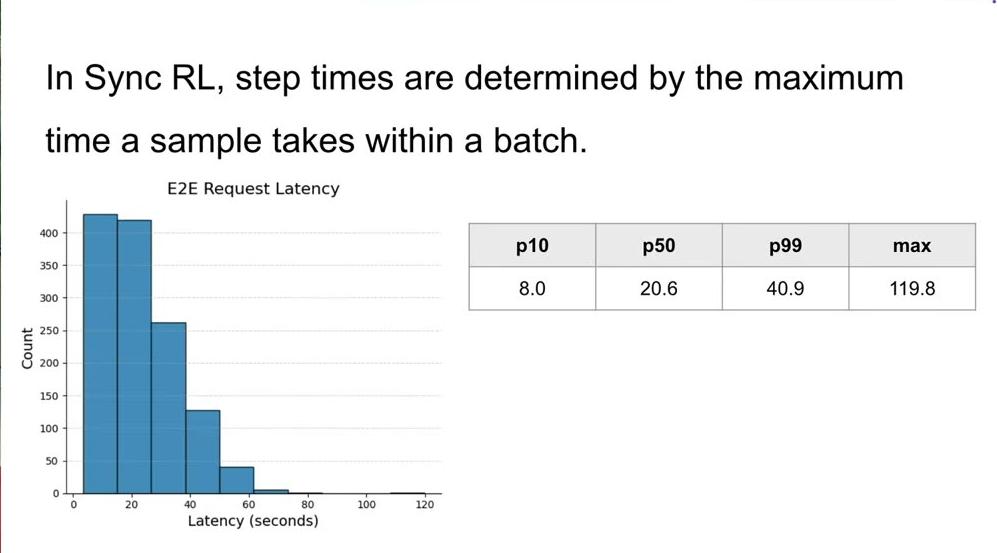 In Sync RL, step times are determined by the maximum
time a sample takes within a batch.
E2E Request Latency
400
350
300
250
200
150
100
50
0
Count
0 20 40 60 80 100 120
Latency (seconds)
p10 p50 p99 max
8.0 20.6 40.9 119.8